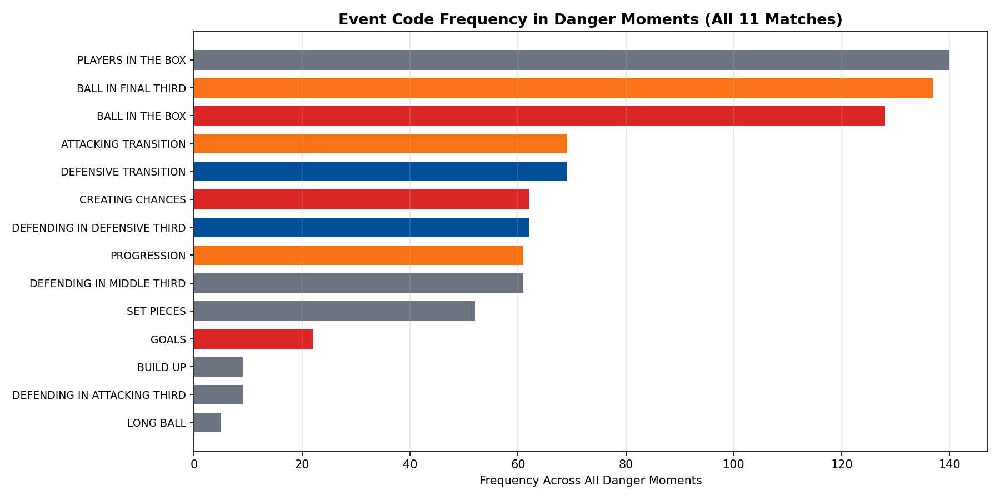 Event Code Frequency in Danger Moments (All 11 Matches)
PLAYERS IN THE BOX
BALL IN FINAL THIRD
BALL IN THE BOX
ATTACKING TRANSITION
DEFENSIVE TRANSITION
CREATING CHANCES
DEFENDING IN DEFENSIVE THIRD
PROGRESSION
DEFENDING IN MIDDLE THIRD
SET PIECES
GOALS
BUILD UP
DEFENDING IN ATTACKING THIRD
LONG BALL
0 20 40 60 80 100 120 140
Frequency Across All Danger Moments